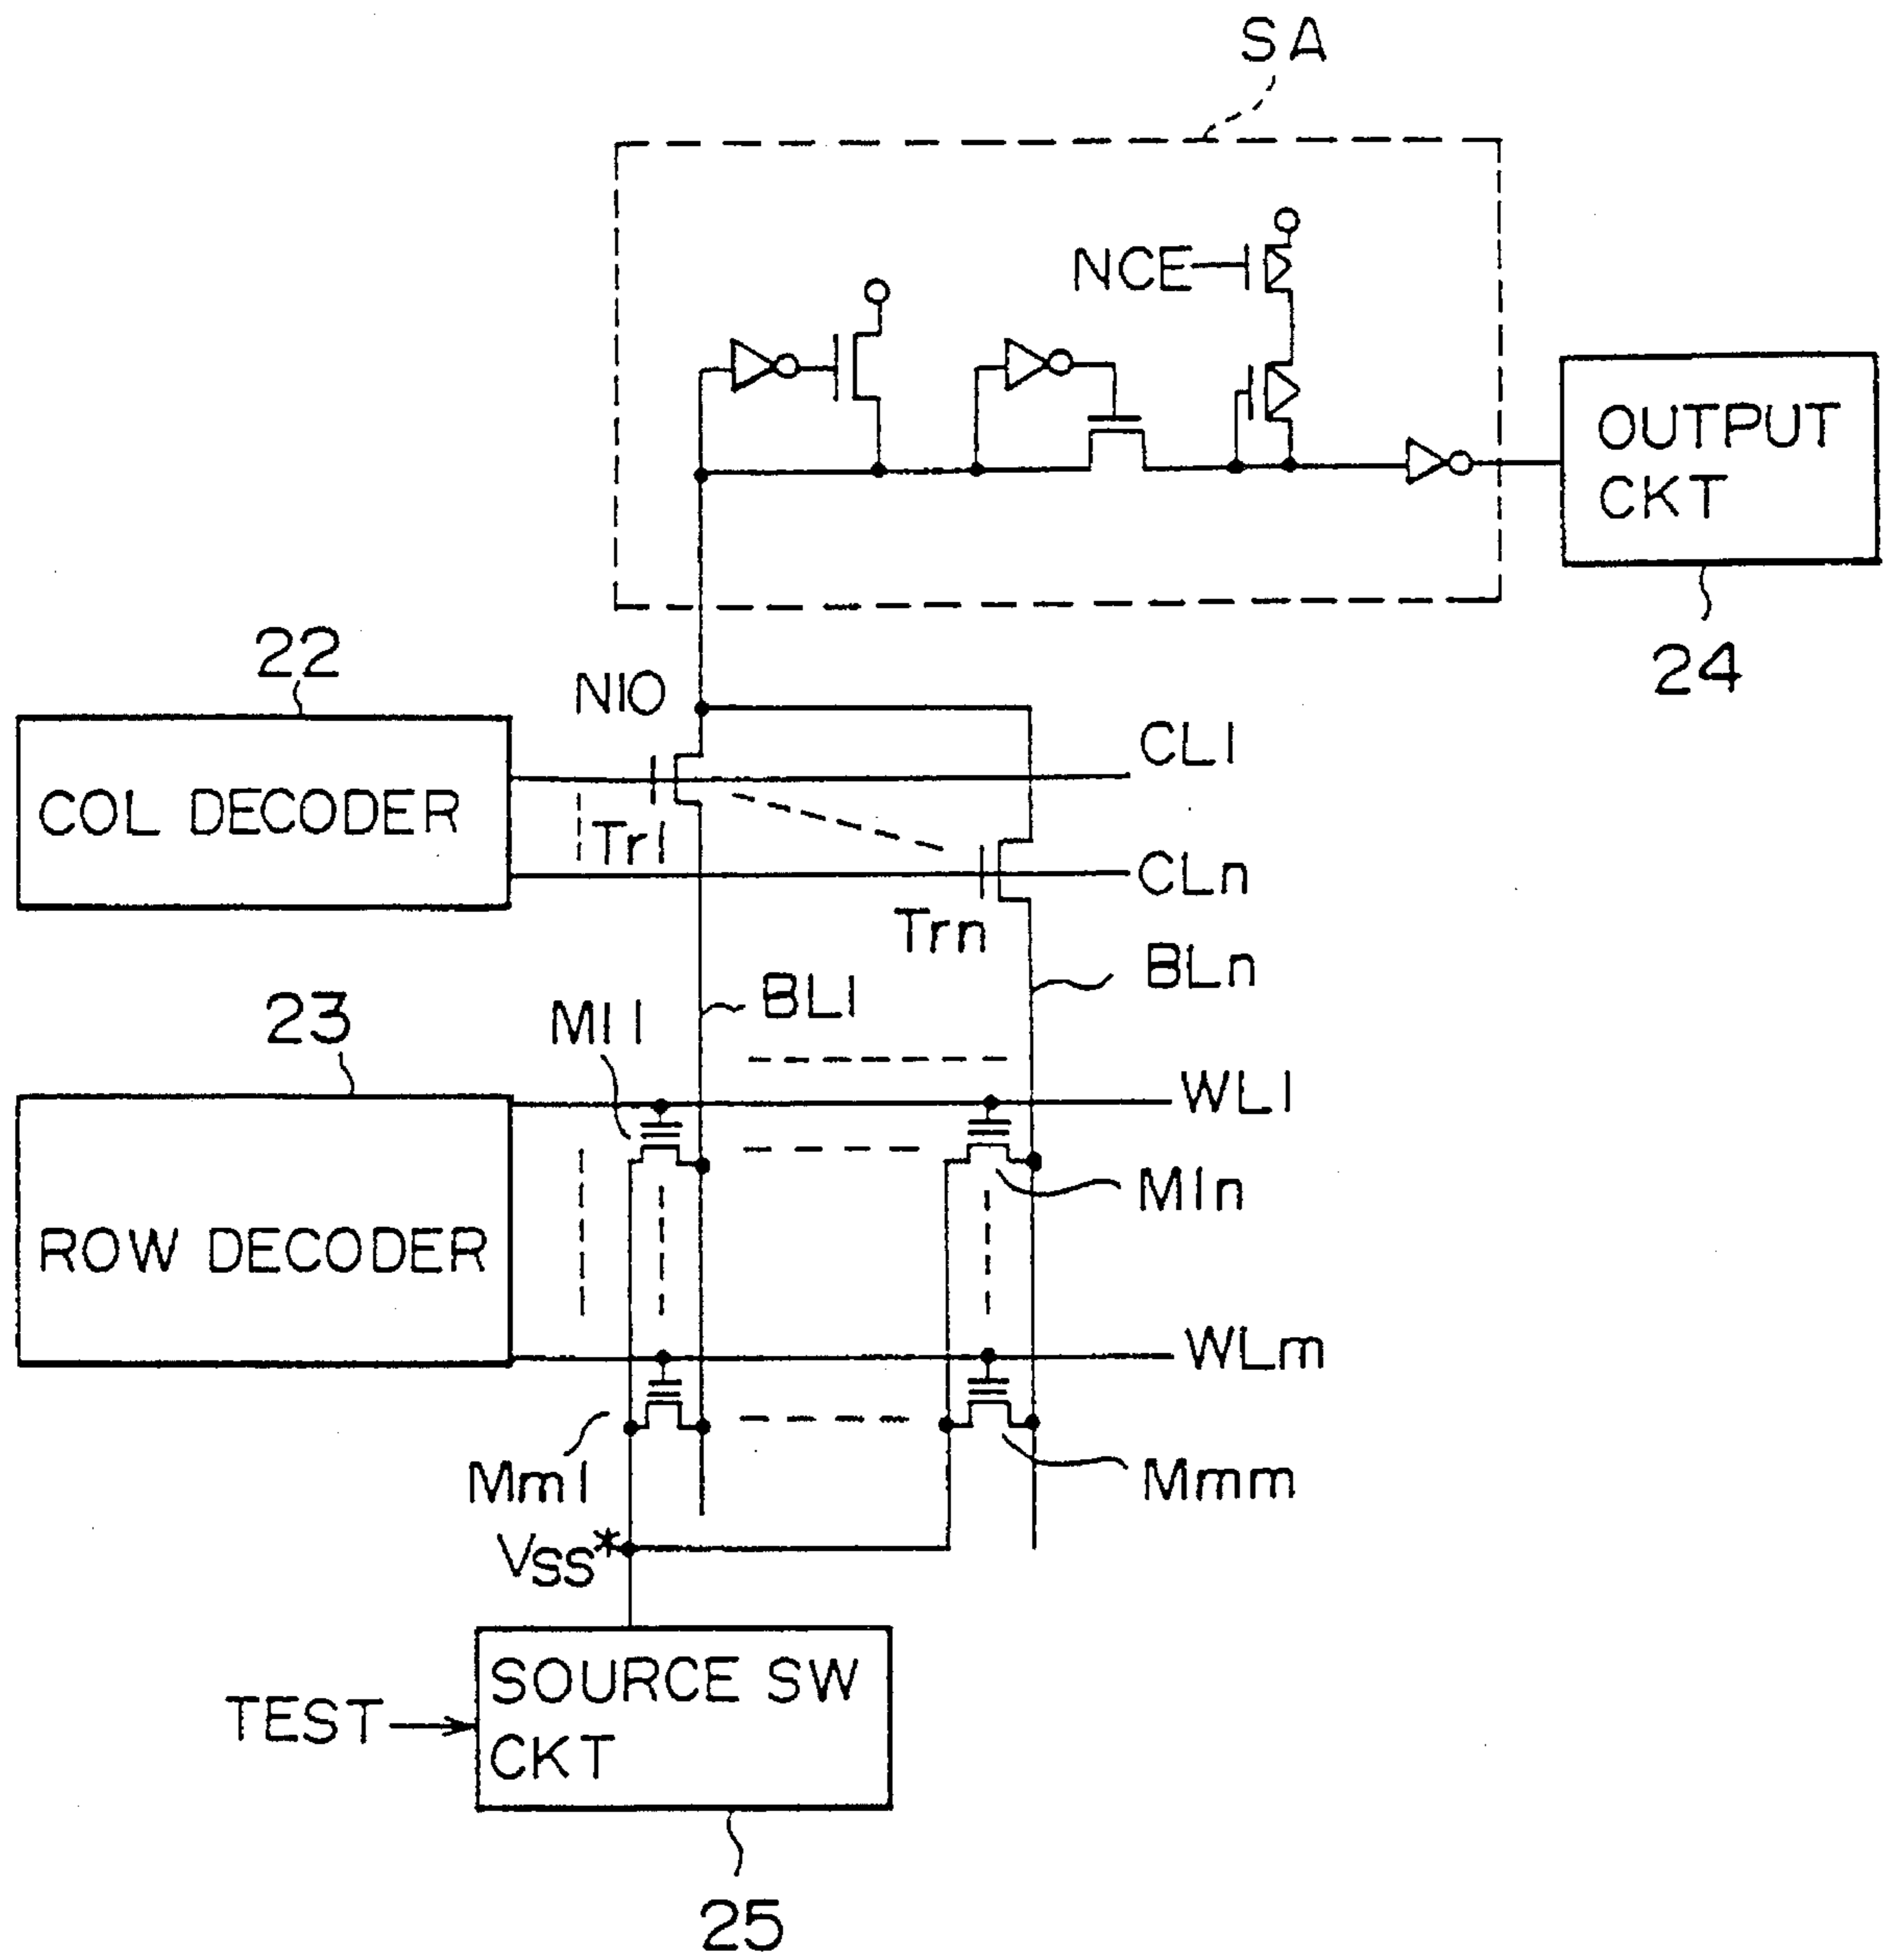 SA
NCE
OUTPUT
CKT
24
22
NIO
CL1
COL DECODER
Tr1
CLn
Trn
BLn
BL1
23
M11
WL1
M1n
ROW DECODER
WLm
Mm1
Mmm
VSS*
SOURCE SW
CKT
TEST
25